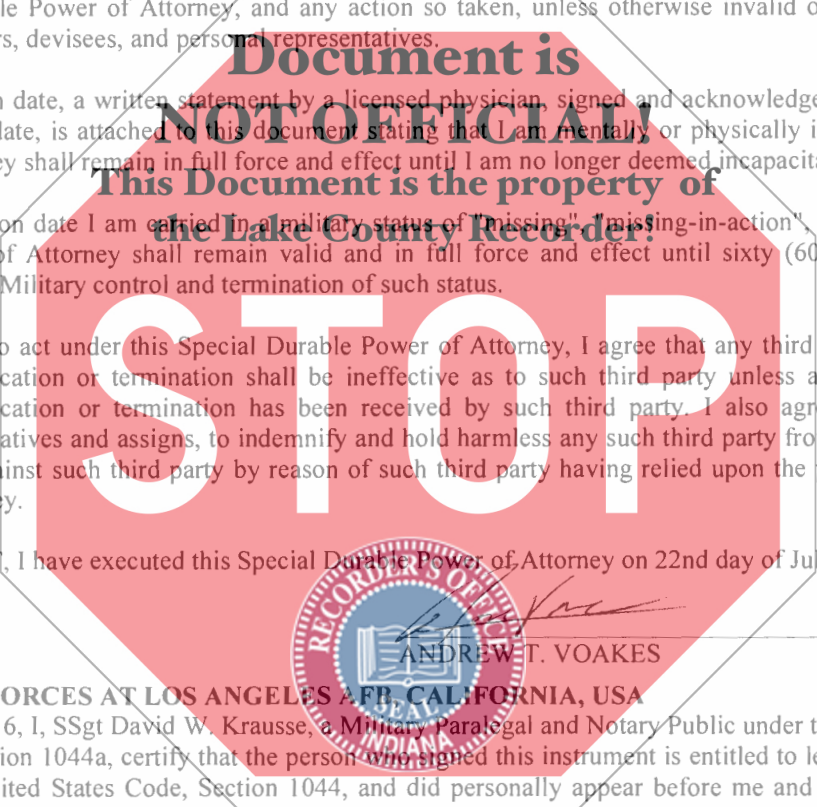 le Power of Attorney, and any action so taken, unless otherwise invalid o
rs, devisees, and personal representatives.
Document is
n date, a written statement by a licensed physician, signed and acknowledge
NOT OFFICIAL!
date, is attached to this document stating that I am mentally or physically i
ey shall remain in full force and effect until I am no longer deemed incapacita
This Document is the property of
on date I am carried in a military status of "missing", "missing-in-action",
the Lake County Recorder!
of Attorney shall remain valid and in full force and effect until sixty (60
Military control and termination of such status.
STOP
o act under this Special Durable Power of Attorney, I agree that any third
cation or termination shall be ineffective as to such third party unless a
cation or termination has been received by such third party. I also agr
atives and assigns, to indemnify and hold harmless any such third party fro
inst such third party by reason of such third party having relied upon the
ey.
, I have executed this Special Durable Power of Attorney on 22nd day of Jul
RECORDER'S OFFICE
ANDREW T. VOAKES
SEAL
INDIANA
ORCES AT LOS ANGELES AFB, CALIFORNIA, USA
6, I, SSgt David W. Krausse, a Military Paralegal and Notary Public under t
ion 1044a, certify that the person who signed this instrument is entitled to le
ited States Code, Section 1044, and did personally appear before me and